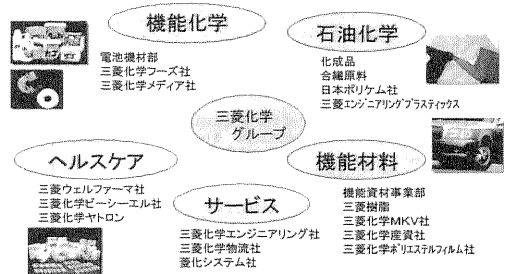 機能化学
電池機材部
三菱化学フーズ社
三菱化学メディア社
石油化学
化成品
合繊原料
日本ポリケム社
三菱エンジニアリングプラスティックス
三菱化学
グループ
ヘルスケア
三菱ウェルファーマ社
三菱化学ビーシーエル社
三菱化学ヤトロン
サービス
三菱化学エンジニアリング社
三菱化学物流社
菱化システム社
機能材料
機能資材事業部
三菱樹脂
三菱化学MKV社
三菱化学産資社
三菱化学ポリエステルフィルム社